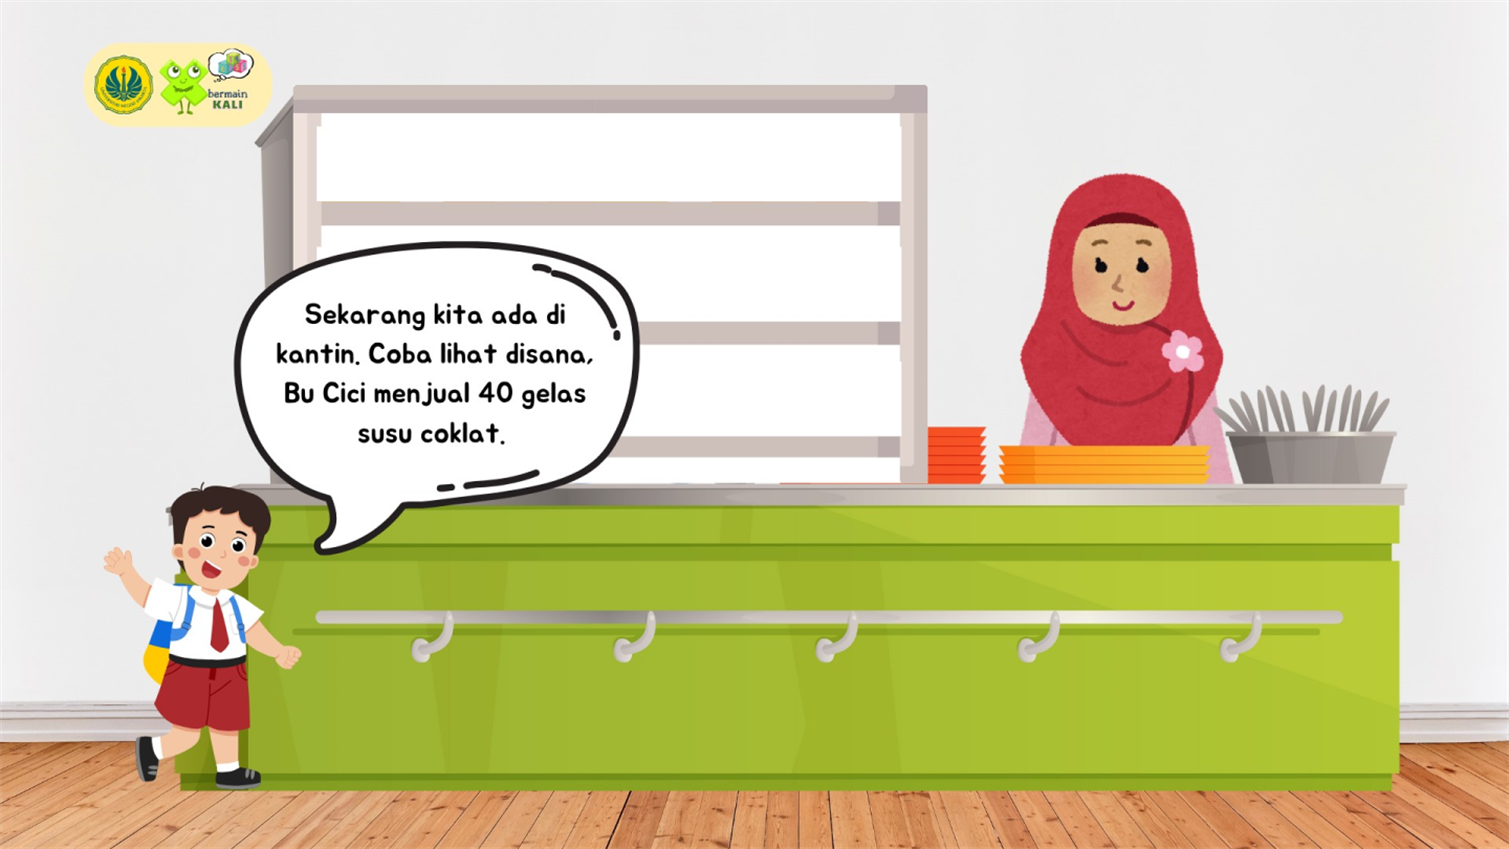 bermain
KALI
Sekarang kita ada di
kantin. Coba lihat disana,
Bu Cici menjual 40 gelas
susu coklat.